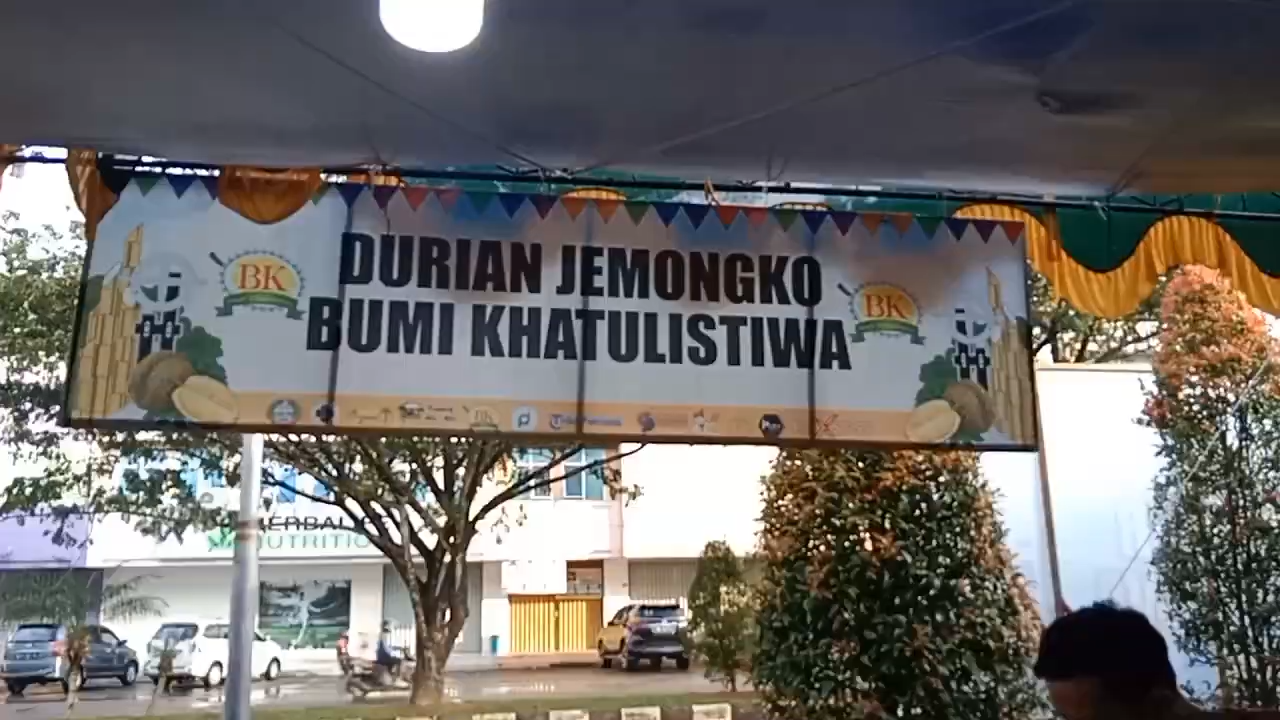 DURIAN JEMONGKO
BUMI KHATULISTIWA
BK
BK
HERBALIFE
NUTRITION